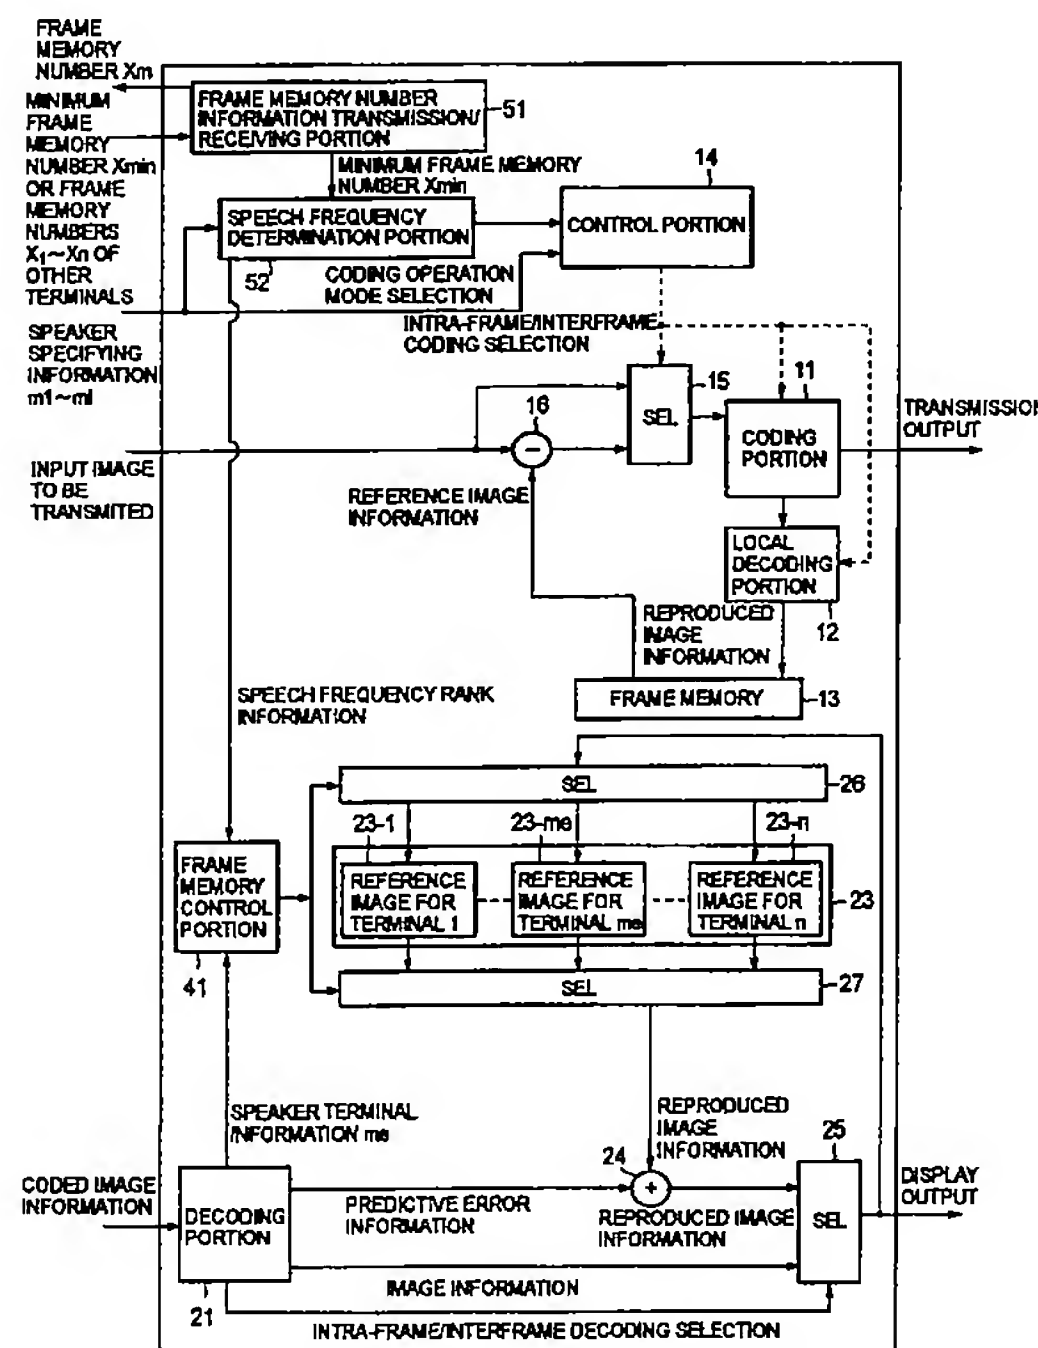 FRAME
MEMORY
NUMBER Xm
MINIMUM
FRAME
MEMORY
NUMBER Xmin
OR FRAME
MEMORY
NUMBERS
X1~Xn OF
OTHER
TERMINALS
SPEAKER
SPECIFYING
INFORMATION
m1~ml
FRAME MEMORY NUMBER
INFORMATION TRANSMISSION/
RECEIVING PORTION
51
MINIMUM FRAME MEMORY
NUMBER Xmin
SPEECH FREQUENCY
DETERMINATION PORTION
52
14
CONTROL PORTION
CODING OPERATION
MODE SELECTION
INTRA-FRAME/INTERFRAME
CODING SELECTION
15
SEL
16
-
11
CODING
PORTION
TRANSMISSION
OUTPUT
INPUT IMAGE
TO BE
TRANSMITED
REFERENCE IMAGE
INFORMATION
LOCAL
DECODING
PORTION
12
REPRODUCED
IMAGE
INFORMATION
FRAME MEMORY
13
SPEECH FREQUENCY RANK
INFORMATION
SEL
26
23-1
23-me
23-n
FRAME
MEMORY
CONTROL
PORTION
41
REFERENCE
IMAGE FOR
TERMINAL 1
REFERENCE
IMAGE FOR
TERMINAL me
REFERENCE
IMAGE FOR
TERMINAL n
23
SEL
27
SPEAKER TERMINAL
INFORMATION me
REPRODUCED
IMAGE
INFORMATION
25
24
+
CODED IMAGE
INFORMATION
DECODING
PORTION
21
PREDICTIVE ERROR
INFORMATION
REPRODUCED IMAGE
INFORMATION
SEL
DISPLAY
OUTPUT
IMAGE INFORMATION
INTRA-FRAME/INTERFRAME DECODING SELECTION